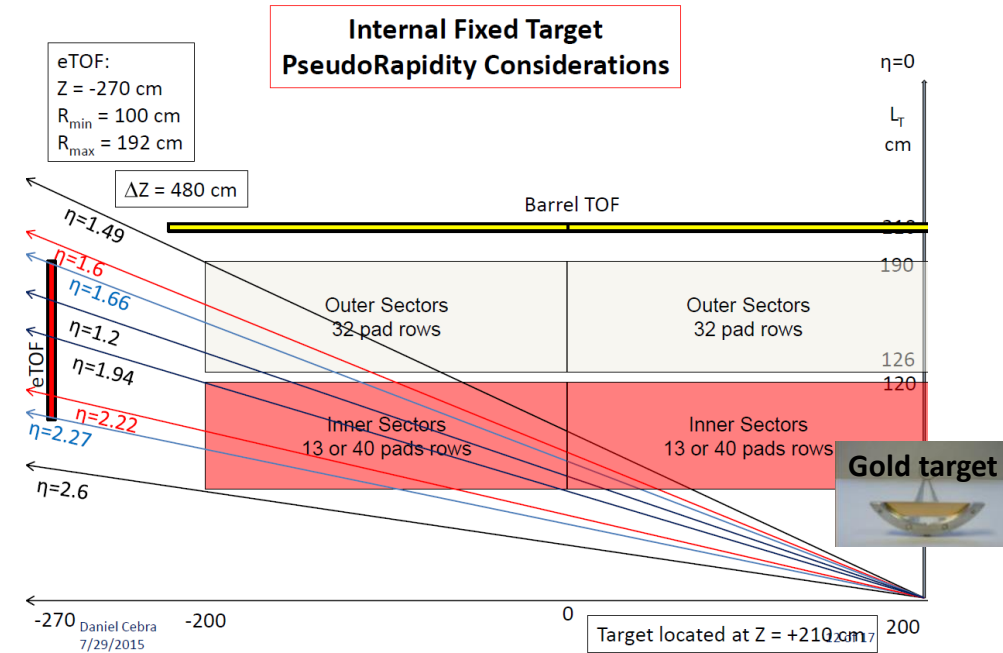 Internal Fixed Target
PseudoRapidity Considerations
eTOF:
Z = -270 cm
Rmin = 100 cm
Rmax = 192 cm
η=0
LT
cm
ΔZ = 480 cm
Barrel TOF
210
η=1.49
η=1.6
η=1.66
η=1.2
η=1.94
η=2.22
η=2.27
η=2.6
eTOF
190
Outer Sectors
32 pad rows
Outer Sectors
32 pad rows
126
120
Inner Sectors
13 or 40 pads rows
Inner Sectors
13 or 40 pads rows
Gold target
-270
-200
0
200
Daniel Cebra
7/29/2015
Target located at Z = +210 cm
12 of 17